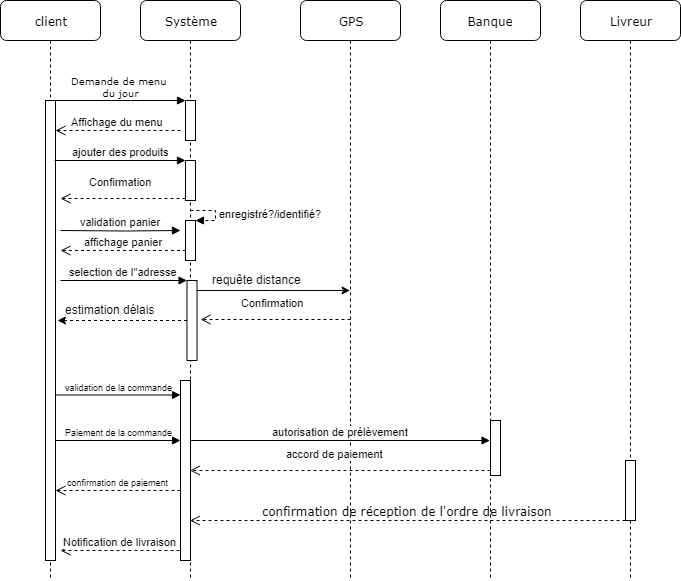 client
Système
GPS
Banque
Livreur
Demande de menu
du jour
Affichage du menu
ajouter des produits
Confirmation
enregistré?/identifié?
validation panier
affichage panier
selection de l"adresse
requête distance
Confirmation
estimation délais
validation de la commande
Paiement de la commande
autorisation de prélèvement
accord de paiement
confirmation de paiement
confirmation de réception de l'ordre de livraison
Notification de livraison